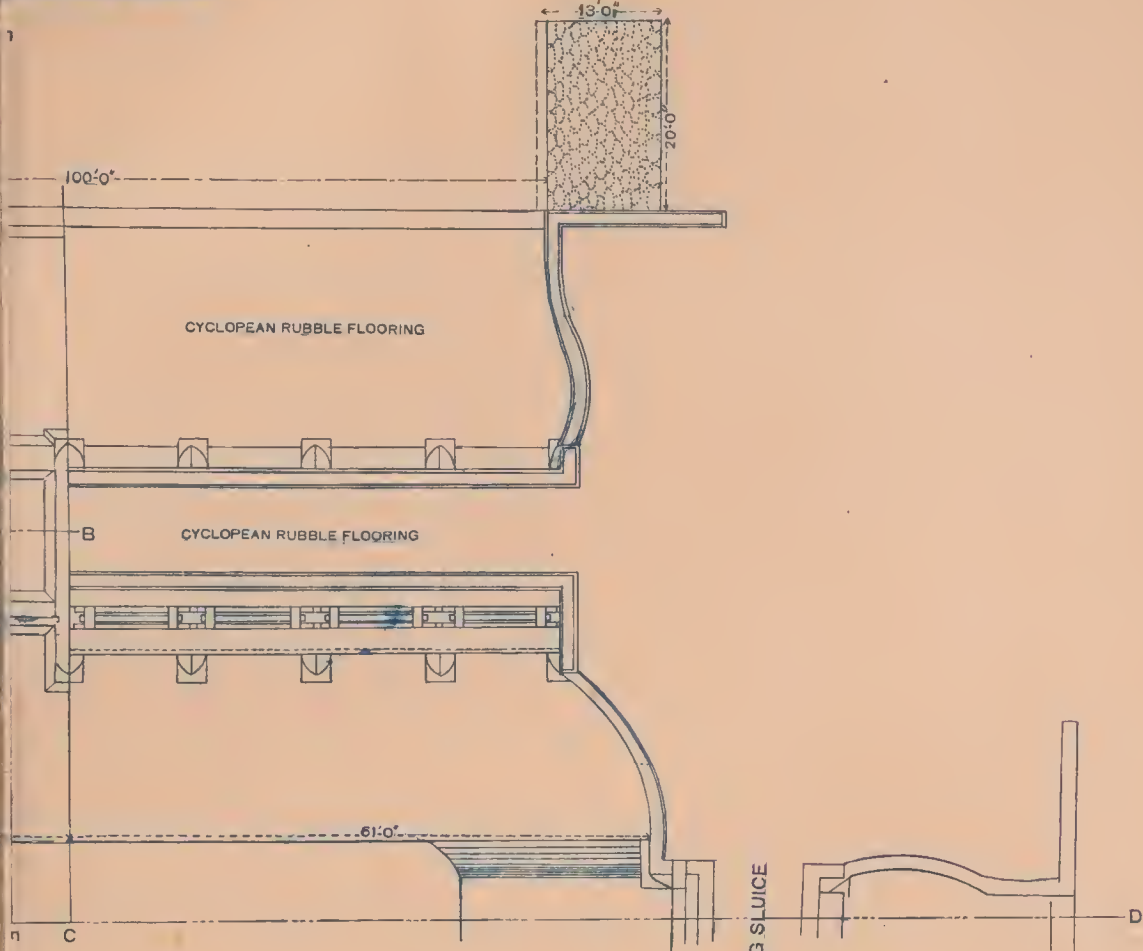 13'0"
20'0"
100'0"
CYCLOPEAN RUBBLE FLOORING
B
CYCLOPEAN RUBBLE FLOORING
61'0"
G SLUICE
C
D